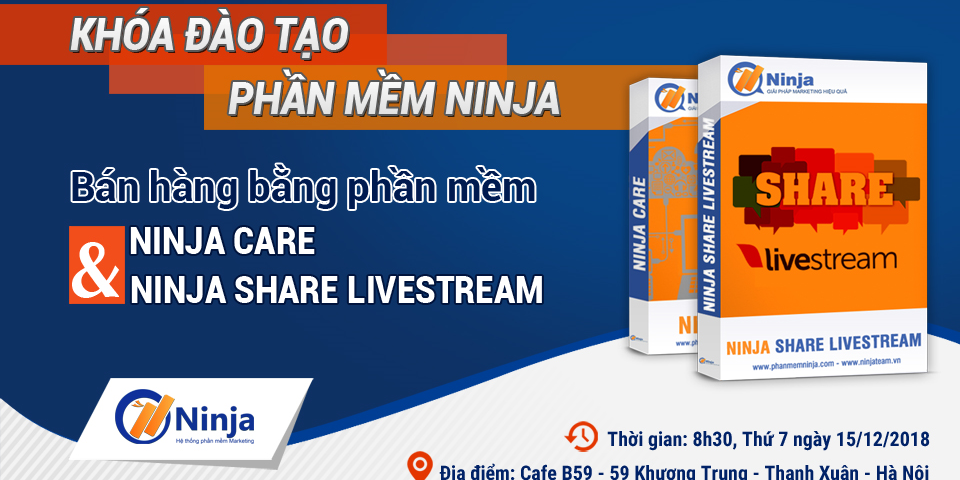 KHÓA ĐÀO TẠO
PHẦN MỀM NINJA
Bán hàng bằng phần mềm
&
NINJA CARE
NINJA SHARE LIVESTREAM
Ninja
Hệ thống phần mềm Marketing
NINJA CARE
NINJA SHARE LIVESTREAM
Ninja
GIẢI PHÁP MARKETING HIỆU QUẢ
SHARE
livestream
NINJA SHARE LIVESTREAM
www.phanmemninja.com - www.ninjateam.vn
Thời gian: 8h30, Thứ 7 ngày 15/12/2018
Địa điểm: Cafe B59 - 59 Khương Trung - Thanh Xuân - Hà Nội